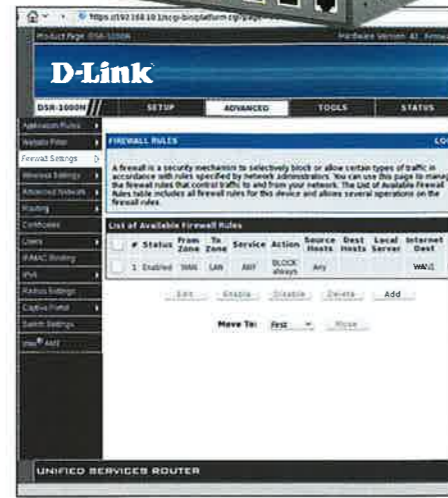 https://192.168.10.1/scgi-bin/platform.cgi?page=
Product Page: DSR-1000N Hardware Version: A1 Firmw
D-Link
DSR-1000N SETUP ADVANCED TOOLS STATUS
Application Rules
Website Filter
Firewall Settings
Wireless Settings
Advanced Network
Routing
Certificates
Users
IP/MAC Binding
IPv6
Radius Settings
Captive Portal
Switch Settings
Intel® AMT
FIREWALL RULES LO
A firewall is a security mechanism to selectively block or allow certain types of traffic in
accordance with rules specified by network administrators. You can use this page to manag
the firewall rules that control traffic to and from your network. The List of Available Firewall
Rules table includes all firewall rules for this device and allows several operations on the
firewall rules.
List of Available Firewall Rules
# Status From Zone To Zone Service Action Source Hosts Dest Hosts Local Server Internet Dest
1 Enabled WAN LAN ANY BLOCK always Any WAN1
Edit Enable Disable Delete Add
Move To: First Move
UNIFIED SERVICES ROUTER